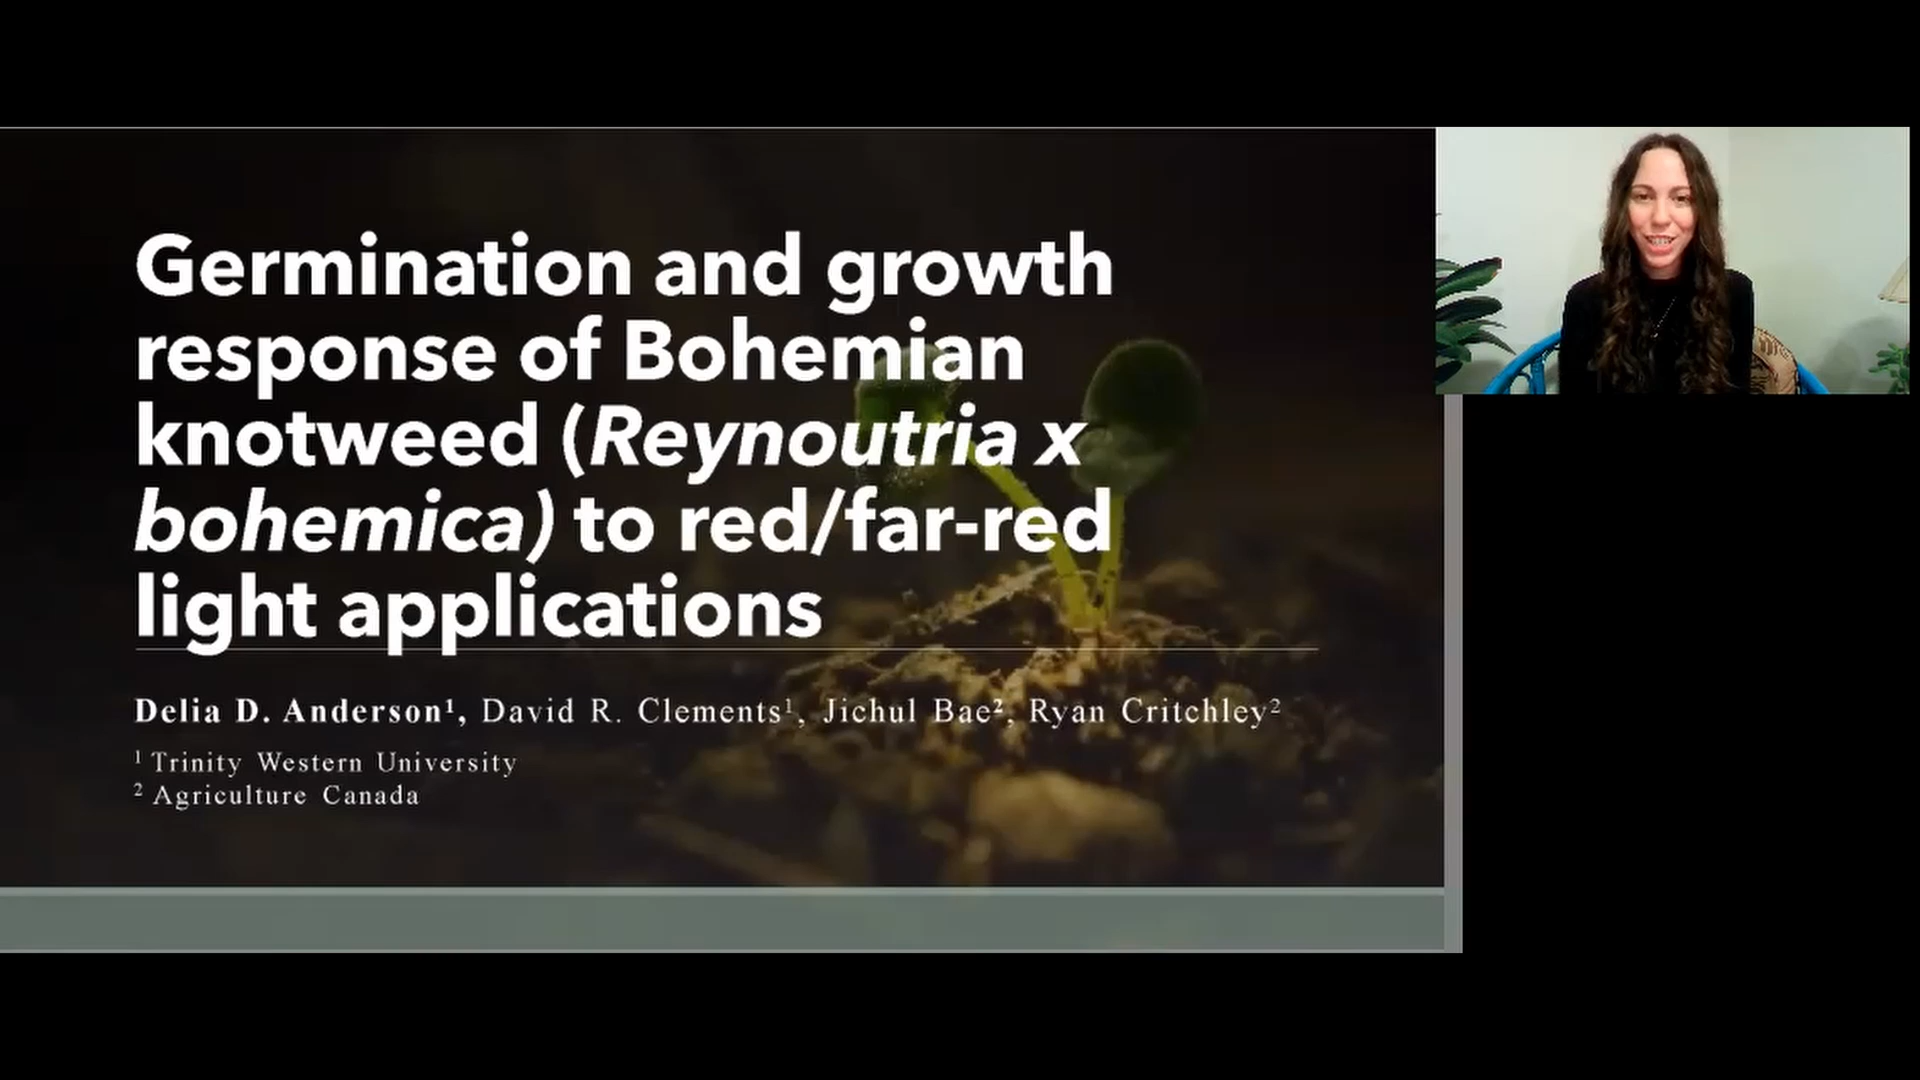 Germination and growth
response of Bohemian
knotweed (Reynoutria x
bohemica) to red/far-red
light applications
Delia D. Anderson¹, David R. Clements¹, Jichul Bae², Ryan Critchley²
¹ Trinity Western University
² Agriculture Canada